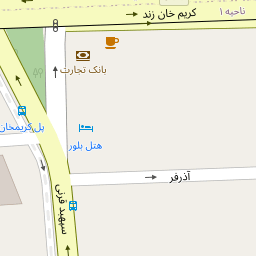 ناحیه ۱
کریم خان زند
بانک تجارت
پل کریمخان
هتل بلور
آذرفر
سپهبد قرنی